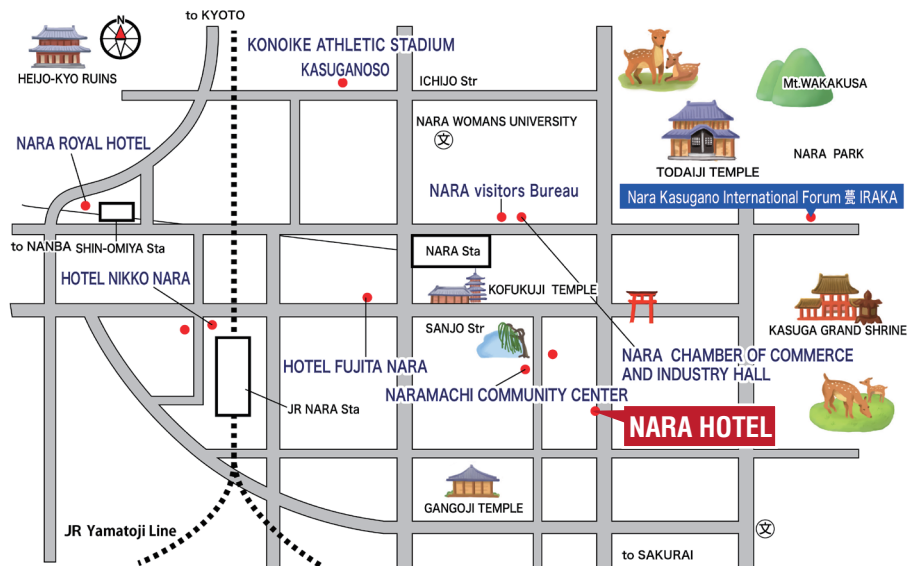 to KYOTO
KONOIKE ATHLETIC STADIUM
KASUGANOSO
HEIJO-KYO RUINS
ICHIJO Str
Mt.WAKAKUSA
NARA WOMANS UNIVERSITY
文
NARA ROYAL HOTEL
NARA PARK
TODAIJI TEMPLE
NARA visitors Bureau
Nara Kasugano International Forum 甍 IRAKA
to NANBA
SHIN-OMIYA Sta
NARA Sta
HOTEL NIKKO NARA
KOFUKUJI TEMPLE
SANJO Str
KASUGA GRAND SHRINE
HOTEL FUJITA NARA
NARA CHAMBER OF COMMERCE
AND INDUSTRY HALL
NARAMACHI COMMUNITY CENTER
JR NARA Sta
NARA HOTEL
GANGOJI TEMPLE
JR Yamatoji Line
文
to SAKURAI